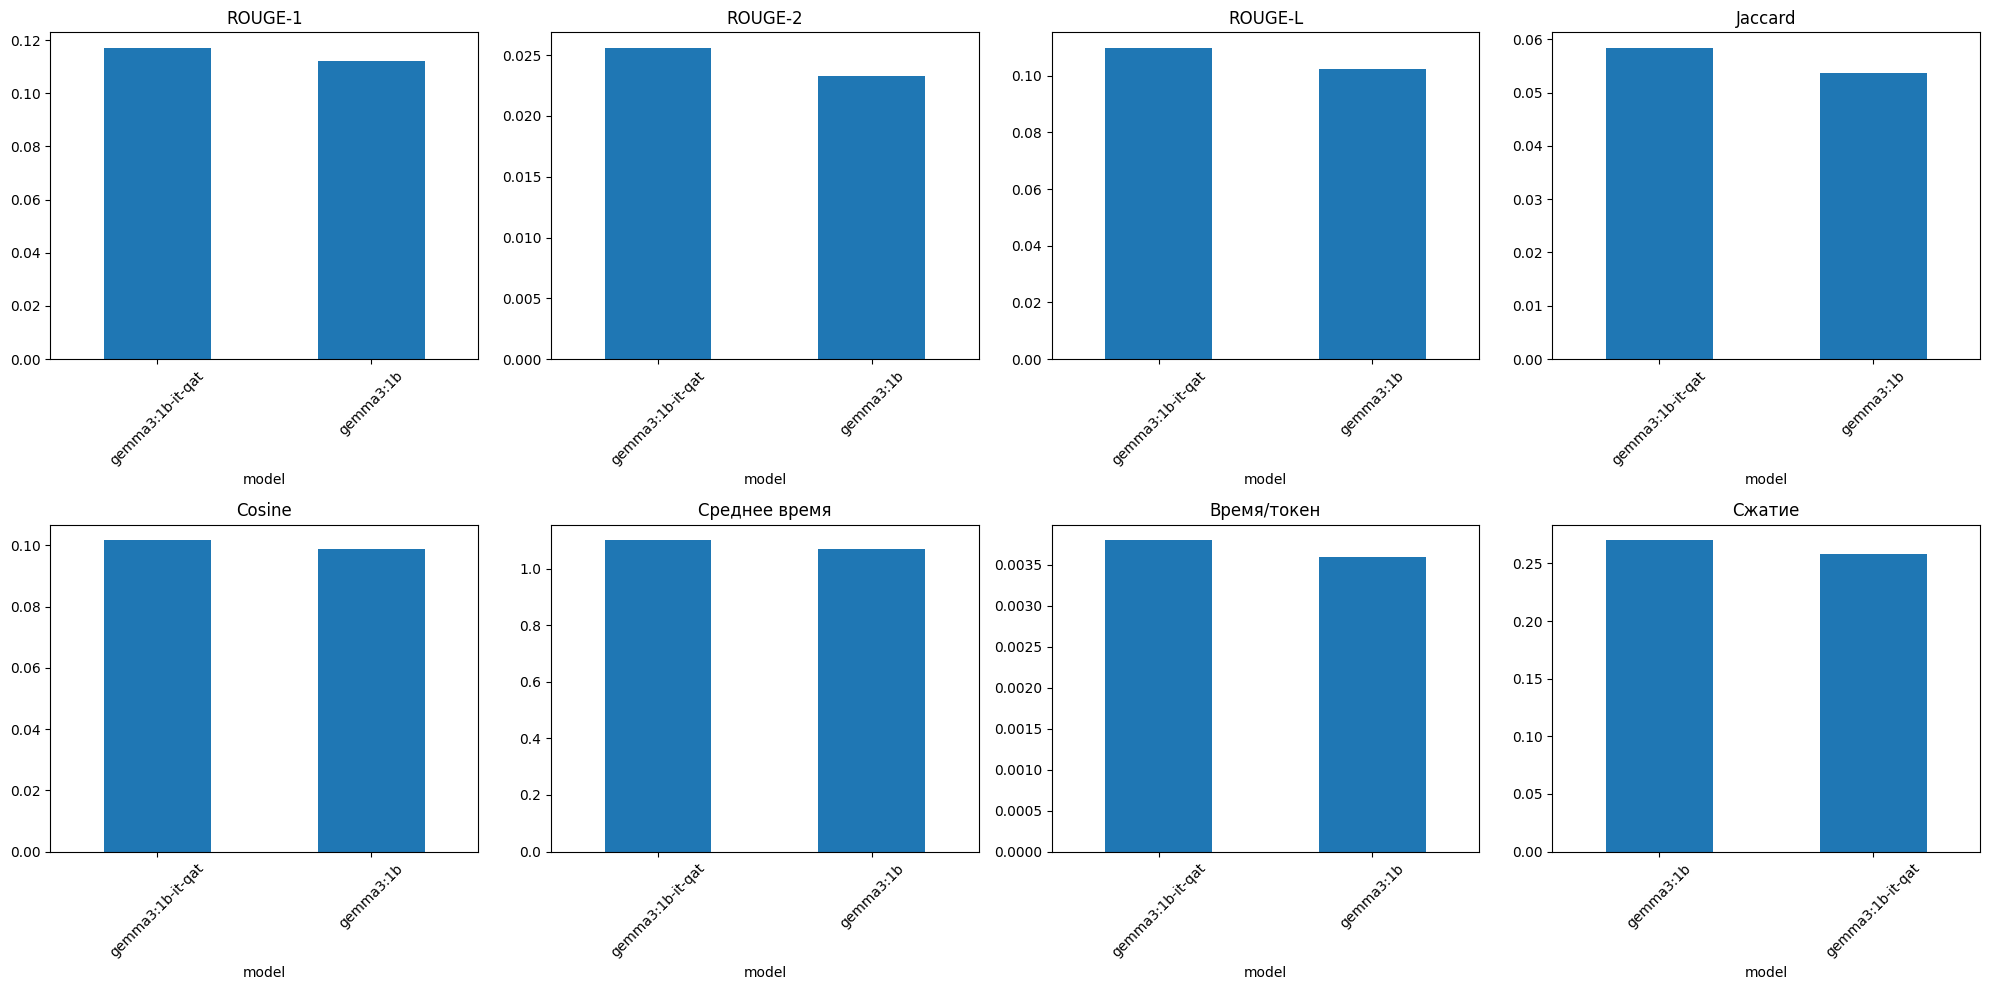 ROUGE-1
0.12
0.10
0.08
0.06
0.04
0.02
0.00
gemma3:1b-it-qat
gemma3:1b
model
ROUGE-2
0.025
0.020
0.015
0.010
0.005
0.000
gemma3:1b-it-qat
gemma3:1b
model
ROUGE-L
0.10
0.08
0.06
0.04
0.02
0.00
gemma3:1b-it-qat
gemma3:1b
model
Jaccard
0.06
0.05
0.04
0.03
0.02
0.01
0.00
gemma3:1b-it-qat
gemma3:1b
model
Cosine
0.10
0.08
0.06
0.04
0.02
0.00
gemma3:1b-it-qat
gemma3:1b
model
Среднее время
1.0
0.8
0.6
0.4
0.2
0.0
gemma3:1b-it-qat
gemma3:1b
model
Время/токен
0.0035
0.0030
0.0025
0.0020
0.0015
0.0010
0.0005
0.0000
gemma3:1b-it-qat
gemma3:1b
model
Сжатие
0.25
0.20
0.15
0.10
0.05
0.00
gemma3:1b
gemma3:1b-it-qat
model